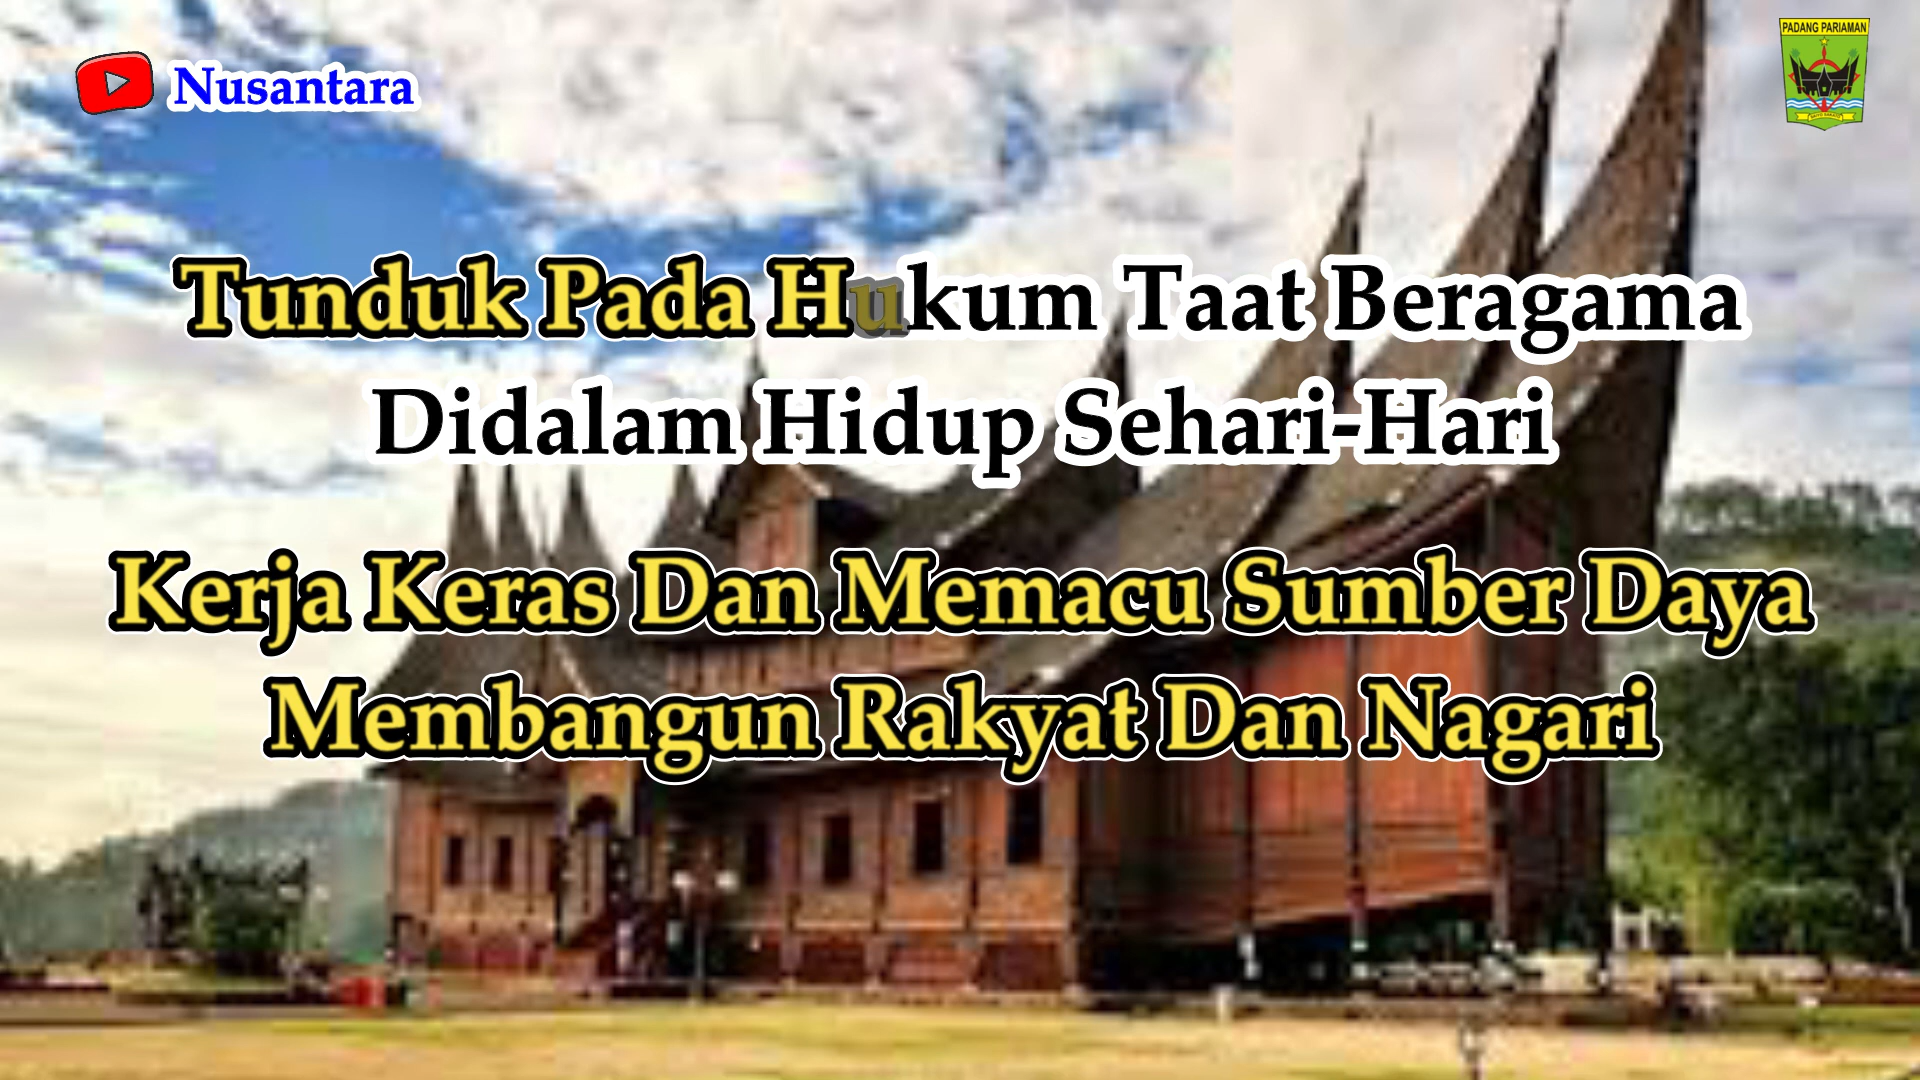 Nusantara
PADANG PARIAMAN
Tunduk Pada Hukum Taat Beragama
Didalam Hidup Sehari-Hari
Kerja Keras Dan Memacu Sumber Daya
Membangun Rakyat Dan Nagari